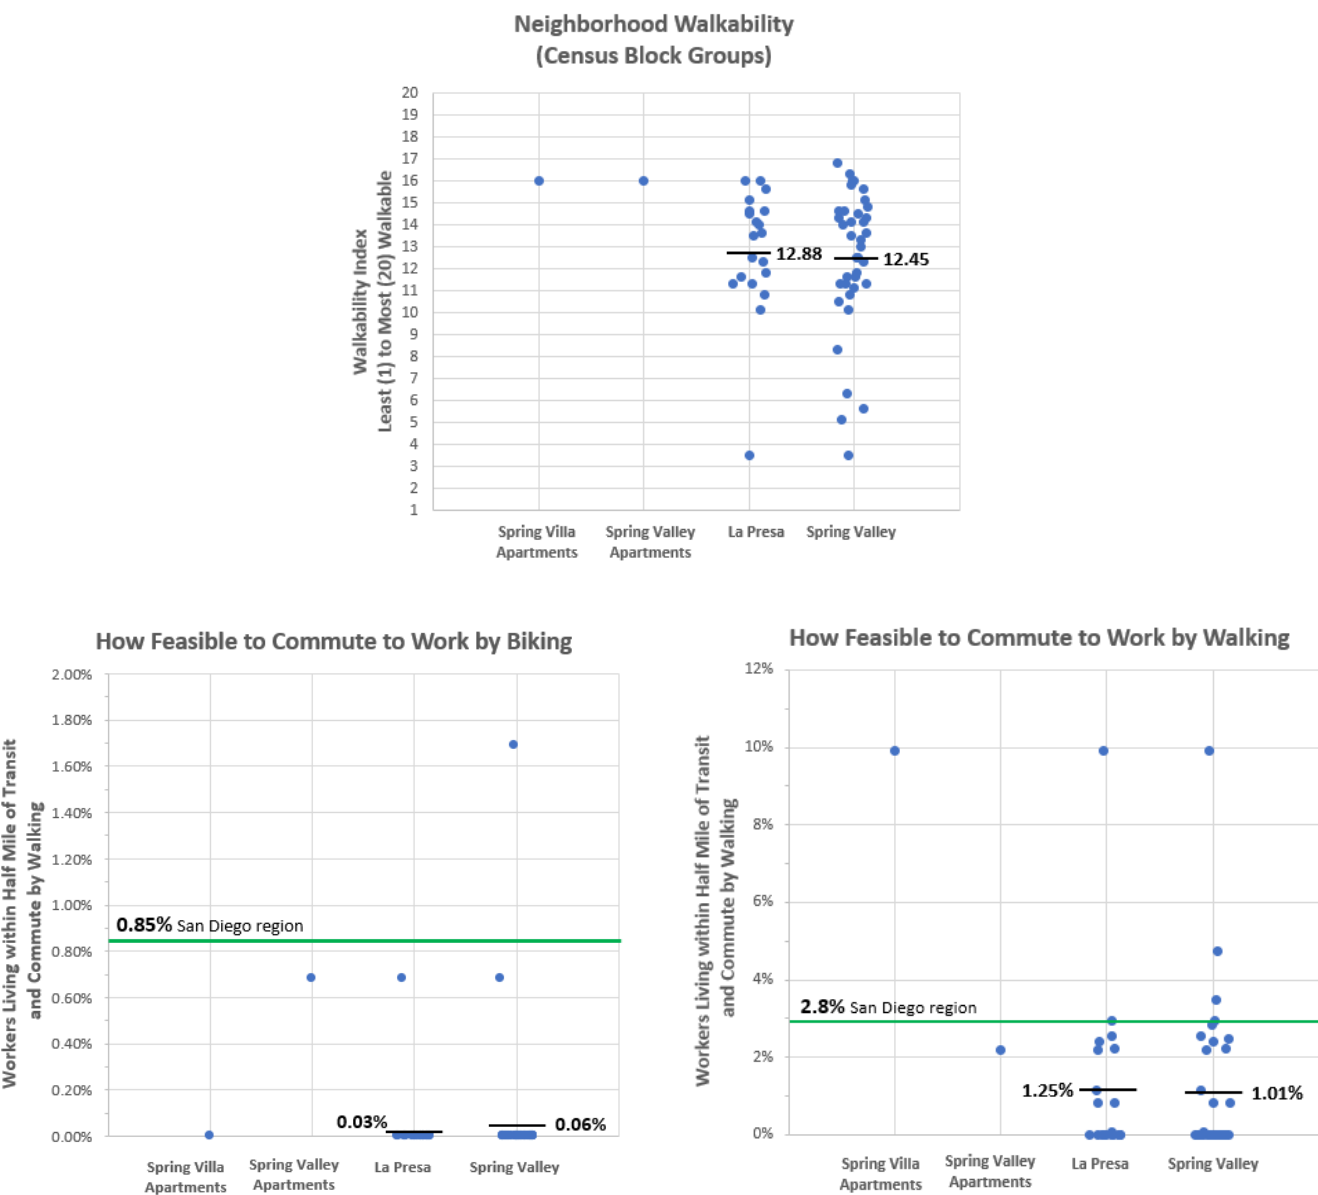 Neighborhood Walkability
(Census Block Groups)
Walkability Index
Least (1) to Most (20) Walkable
20
19
18
17
16
15
14
13
12
11
10
9
8
7
6
5
4
3
2
1
12.88
12.45
Spring Villa
Apartments
Spring Valley
Apartments
La Presa
Spring Valley
How Feasible to Commute to Work by Biking
Workers Living within Half Mile of Transit
and Commute by Walking
2.00%
1.80%
1.60%
1.40%
1.20%
1.00%
0.80%
0.60%
0.40%
0.20%
0.00%
0.85% San Diego region
0.03%
0.06%
Spring Villa
Apartments
Spring Valley
Apartments
La Presa
Spring Valley
How Feasible to Commute to Work by Walking
Workers Living within Half Mile of Transit
and Commute by Walking
12%
10%
8%
6%
4%
2%
0%
2.8% San Diego region
1.25%
1.01%
Spring Villa
Apartments
Spring Valley
Apartments
La Presa
Spring Valley